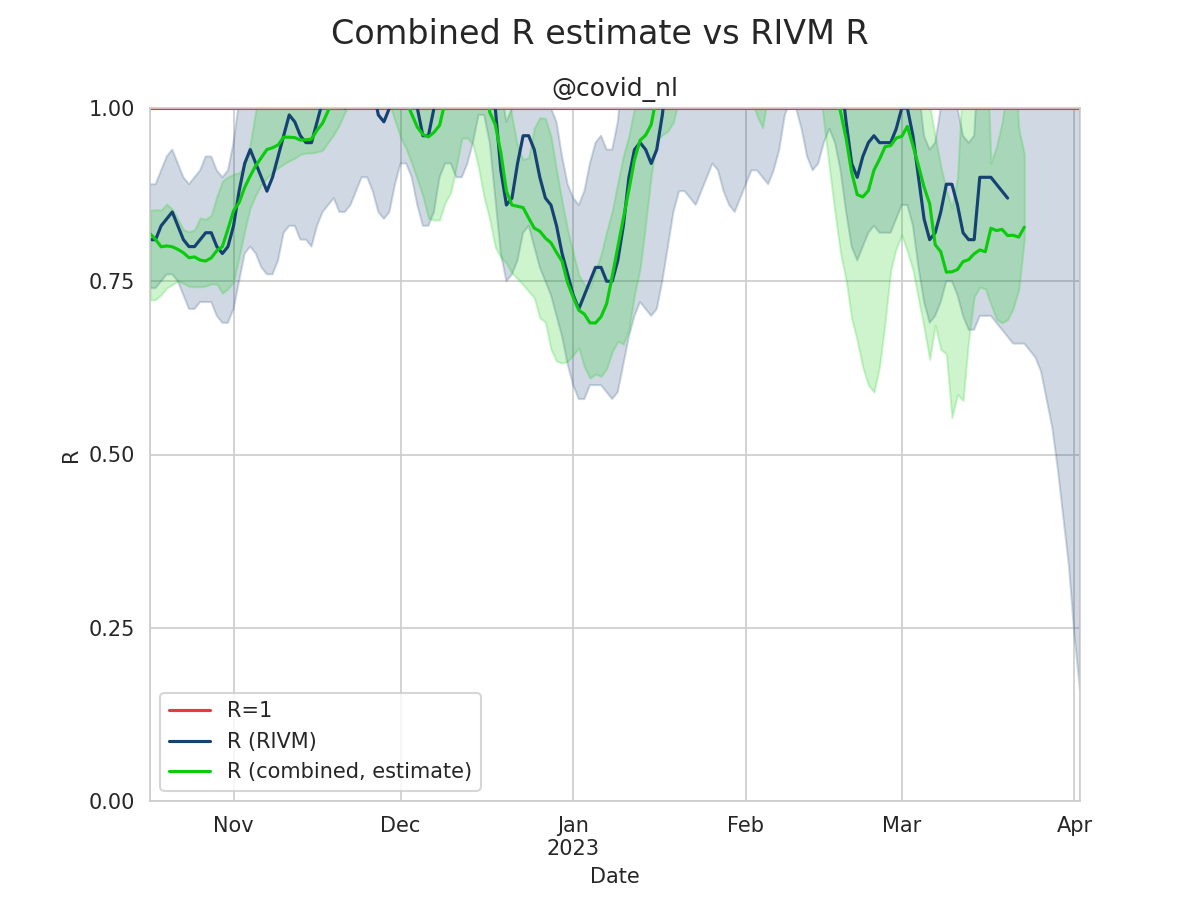 Combined R estimate vs RIVM R
@covid_nl
1.00
0.75
0.50
0.25
0.00
R
R=1
R (RIVM)
R (combined, estimate)
Nov Dec Jan Feb Mar Apr
2023
Date